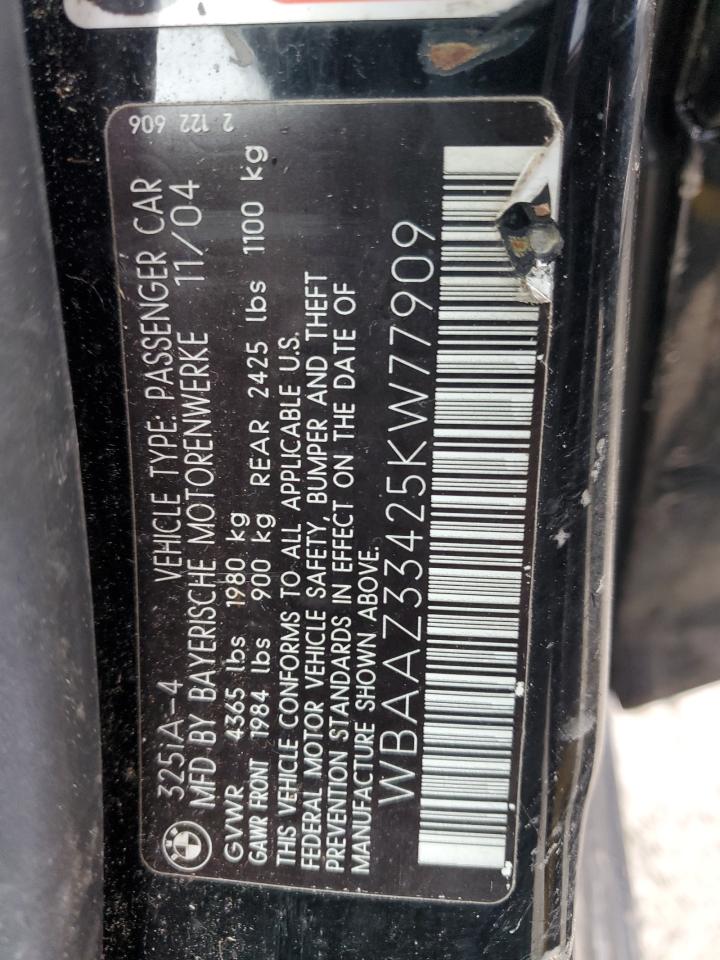 2 122 606
325iA-4 VEHICLE TYPE: PASSENGER CAR
MFD BY BAYERISCHE MOTORENWERKE 11/04
GVWR 4365 lbs 1980 kg
GAWR FRONT 1984 lbs 900 kg REAR 2425 lbs 1100 kg
THIS VEHICLE CONFORMS TO ALL APPLICABLE U.S.
FEDERAL MOTOR VEHICLE SAFETY, BUMPER AND THEFT
PREVENTION STANDARDS IN EFFECT ON THE DATE OF
MANUFACTURE SHOWN ABOVE.
WBAAZ33425KW77909